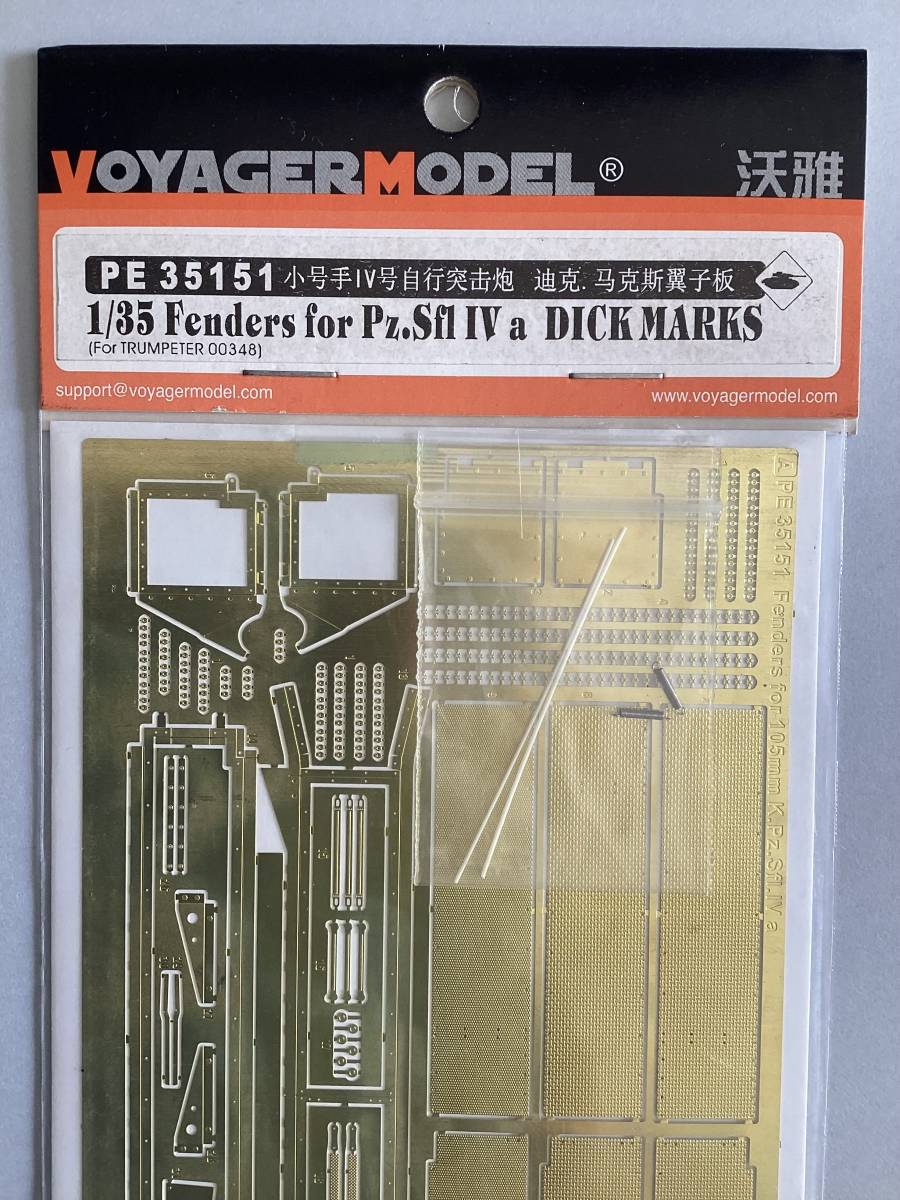 VOYAGERMODEL® 沃雅
PE 35151 小号手IV号自行突击炮 迪克.马克斯翼子板
1/35 Fenders for Pz.Sfl IV a DICK MARKS
(For TRUMPETER 00348)
support@voyagermodel.com www.voyagermodel.com
A PE 35151 Fenders for 105mm K.Pz.Sfl.IV a